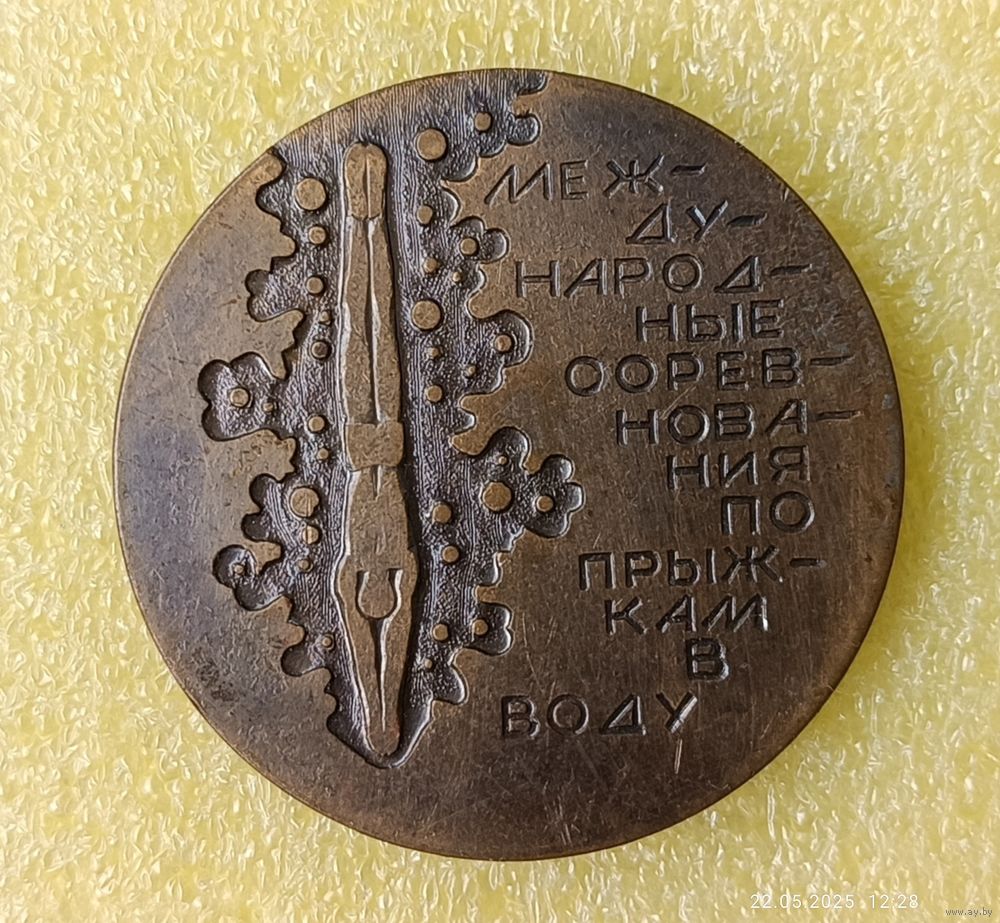 МЕЖ-
ДУ-
НАРОД-
НЫЕ
СОРЕВ-
НОВА-
НИЯ
ПО
ПРЫЖ-
КАМ
В
ВОДУ
22.05.2025 12:28
www.ay.by